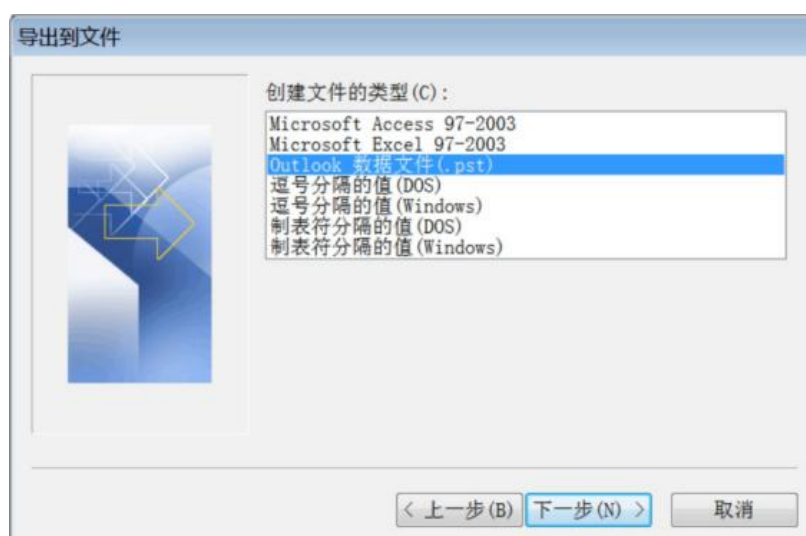 导出到文件
创建文件的类型(C):
Microsoft Access 97-2003
Microsoft Excel 97-2003
Outlook 数据文件(.pst)
逗号分隔的值(DOS)
逗号分隔的值(Windows)
制表符分隔的值(DOS)
制表符分隔的值(Windows)
< 上一步(B) 下一步(N) > 取消